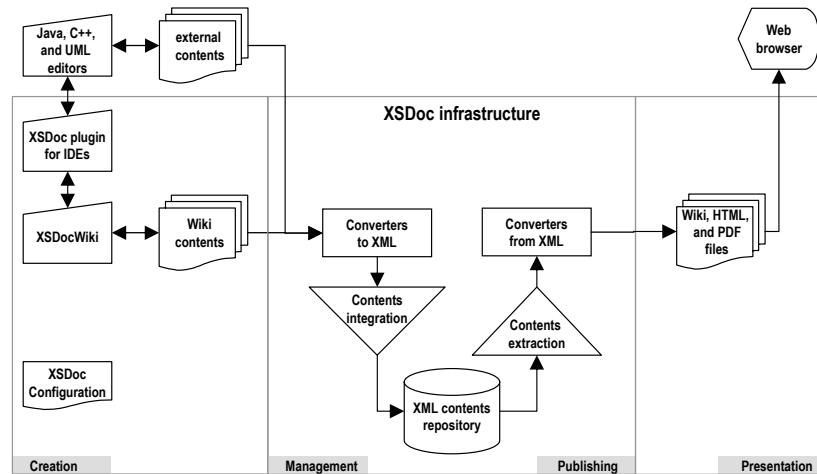 Java, C++,
and UML
editors
external
contents
Web
browser
XSDoc infrastructure
XSDoc plugin
for IDEs
XSDocWiki
Wiki
contents
Converters
to XML
Converters
from XML
Wiki, HTML,
and PDF
files
Contents
integration
Contents
extraction
XSDoc
Configuration
XML contents
repository
Creation
Management
Publishing
Presentation